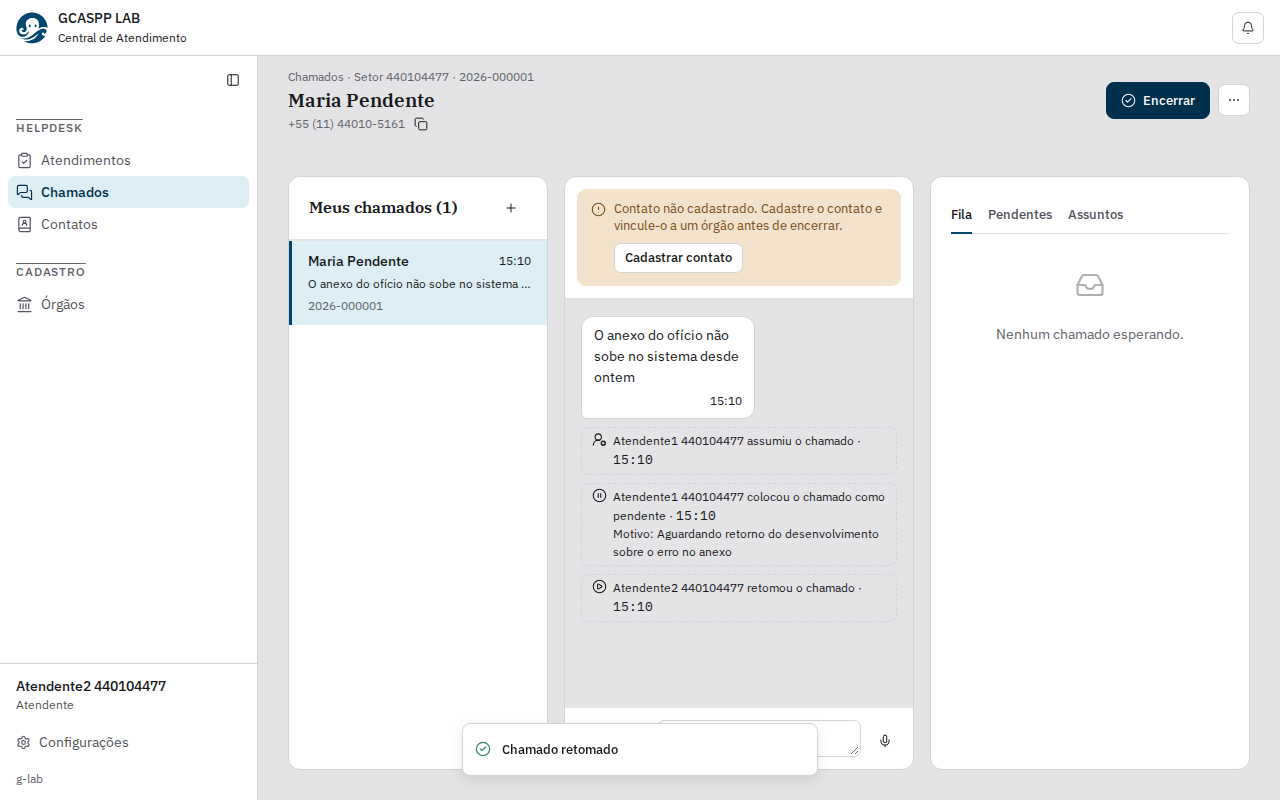 GCASPP LAB
Central de Atendimento
HELPDESK
Atendimentos
Chamados
Contatos
CADASTRO
Órgãos
Atendente2 440104477
Atendente
Configurações
g-lab
Chamados · Setor 440104477 · 2026-000001
Maria Pendente
+55 (11) 44010-5161
Encerrar
Meus chamados (1)
Maria Pendente 15:10
O anexo do ofício não sobe no sistema ...
2026-000001
Contato não cadastrado. Cadastre o contato e
vincule-o a um órgão antes de encerrar.
Cadastrar contato
O anexo do ofício não
sobe no sistema desde
ontem
15:10
Atendente1 440104477 assumiu o chamado ·
15:10
Atendente1 440104477 colocou o chamado como
pendente · 15:10
Motivo: Aguardando retorno do desenvolvimento
sobre o erro no anexo
Atendente2 440104477 retomou o chamado ·
15:10
Chamado retomado
Fila Pendentes Assuntos
Nenhum chamado esperando.